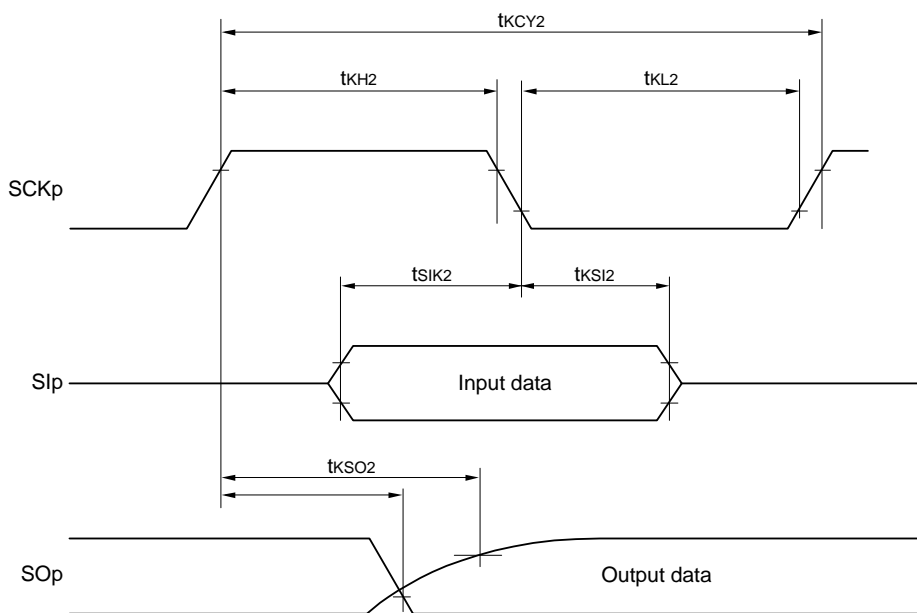 tKCY2
tKH2
tKL2
SCKp
tSIK2
tKSI2
SIp
Input data
tKSO2
SOp
Output data